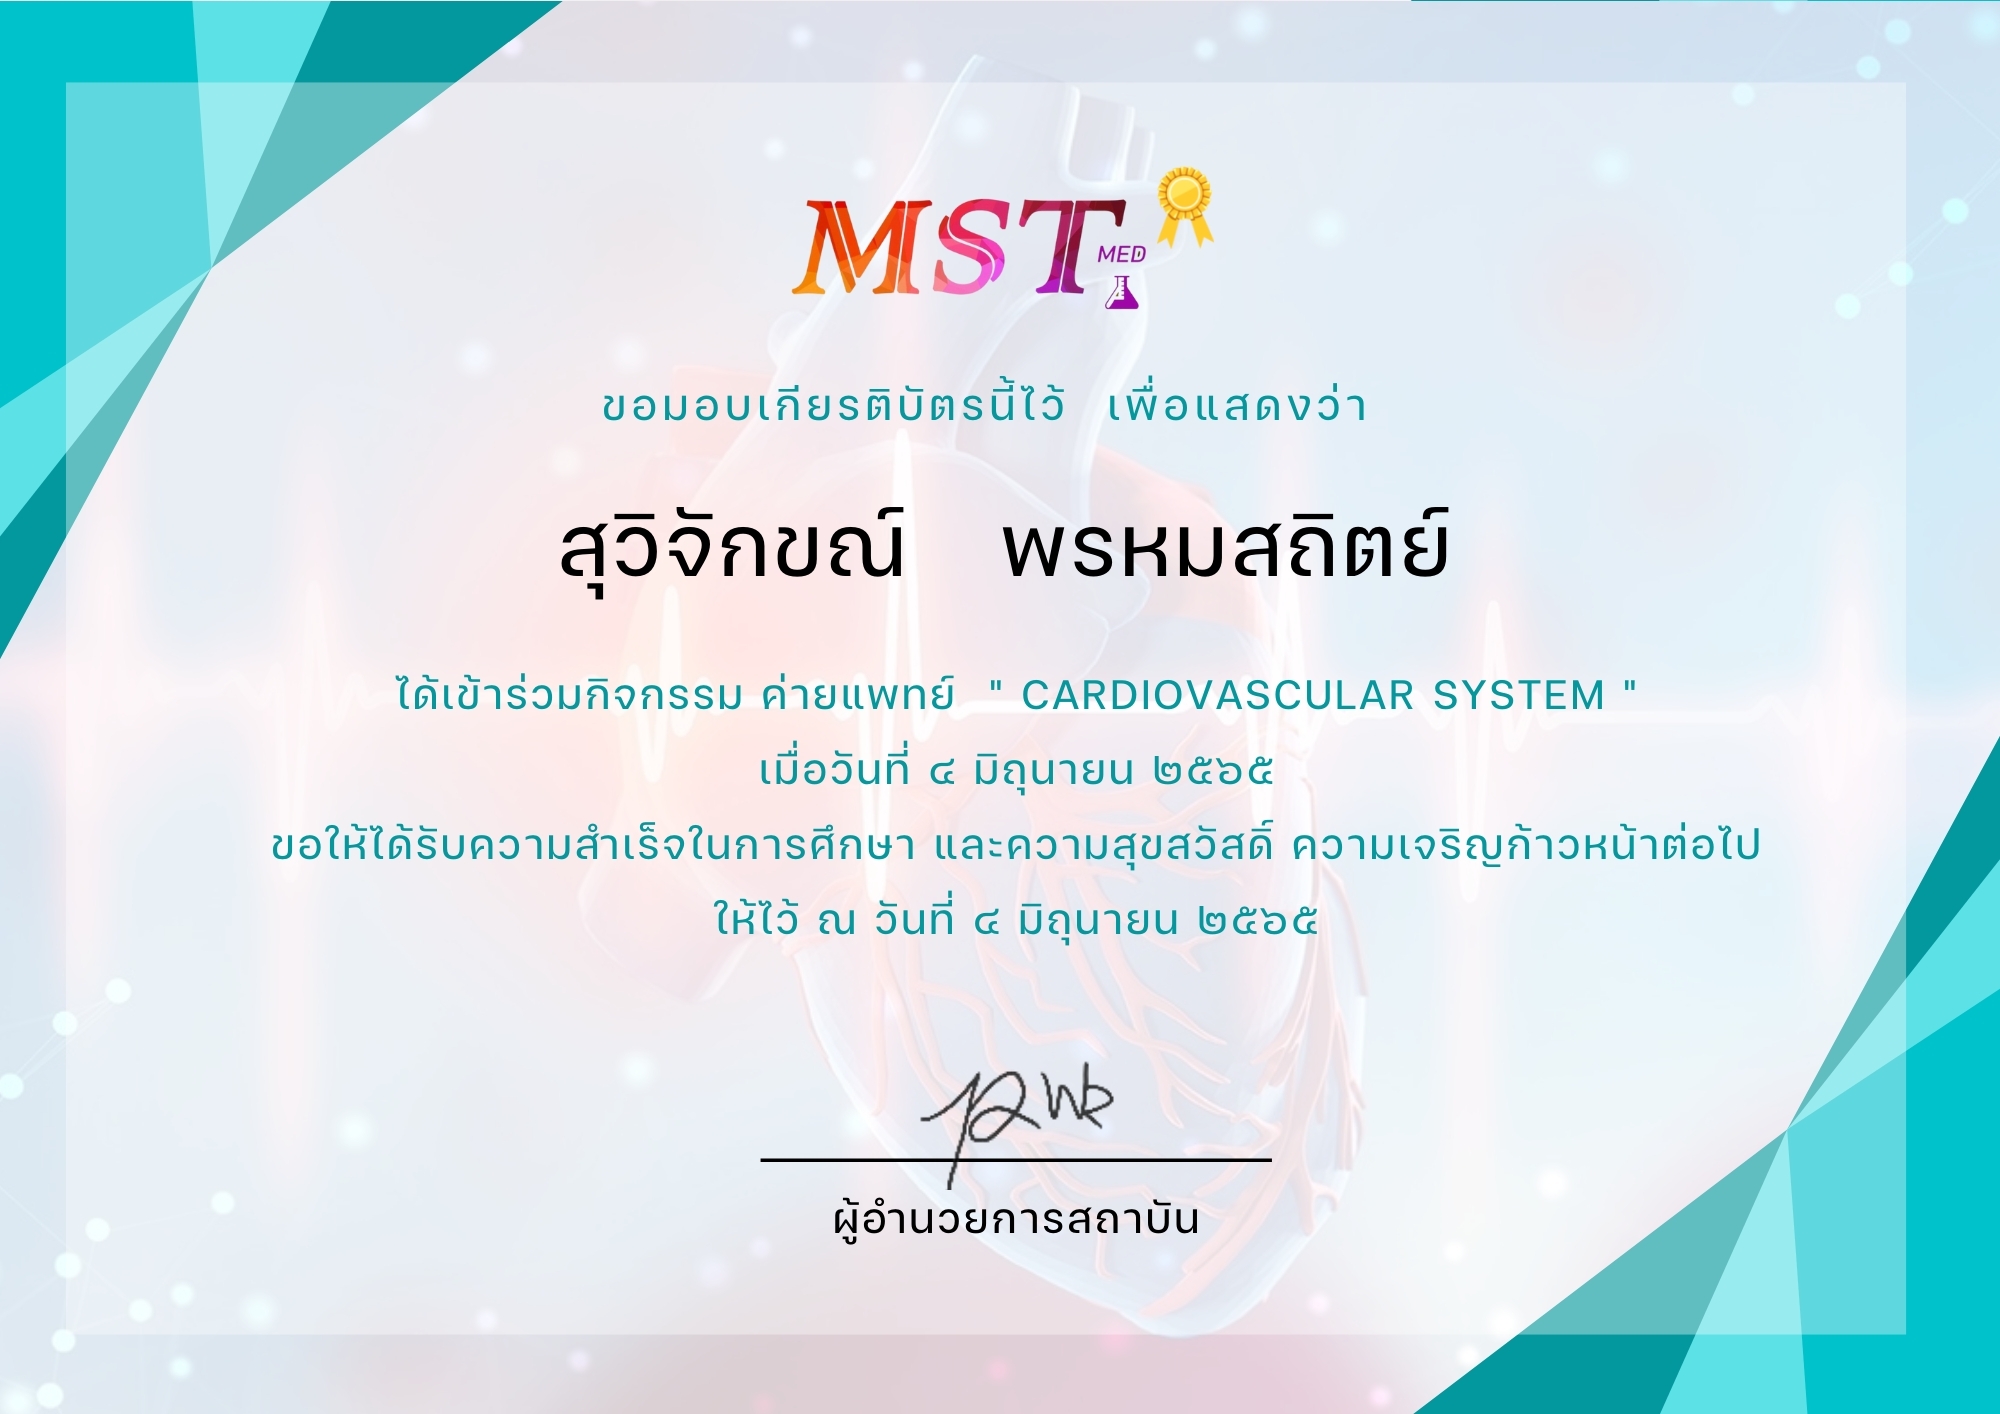 MST
MED
ขอมอบเกียรติบัตรนี้ไว้ เพื่อแสดงว่า
สุวิจักขณ์ พรหมสถิตย์
ได้เข้าร่วมกิจกรรม ค่ายแพทย์ " CARDIOVASCULAR SYSTEM "
เมื่อวันที่ ๔ มิถุนายน ๒๕๖๕
ขอให้ได้รับความสำเร็จในการศึกษา และความสุขสวัสดิ์ ความเจริญก้าวหน้าต่อไป
ให้ไว้ ณ วันที่ ๔ มิถุนายน ๒๕๖๕
ผู้อำนวยการสถาบัน